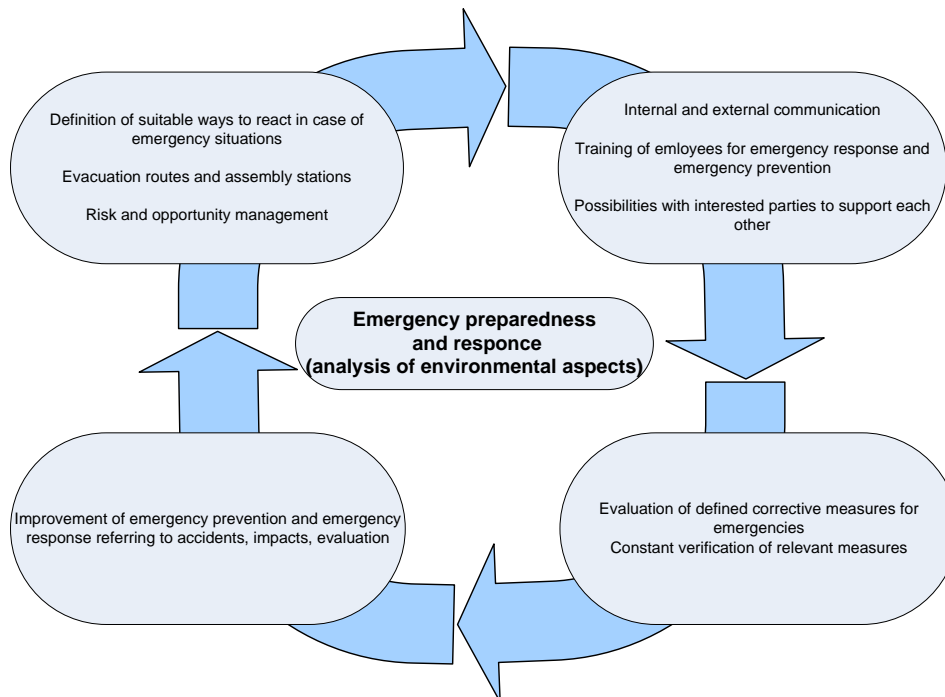 Definition of suitable ways to react in case of
emergency situations
Evacuation routes and assembly stations
Risk and opportunity management
Internal and external communication
Training of emloyees for emergency response and
emergency prevention
Possibilities with interested parties to support each
other
Emergency preparedness
and responce
(analysis of environmental aspects)
Improvement of emergency prevention and emergency
response referring to accidents, impacts, evaluation
Evaluation of defined corrective measures for
emergencies
Constant verification of relevant measures